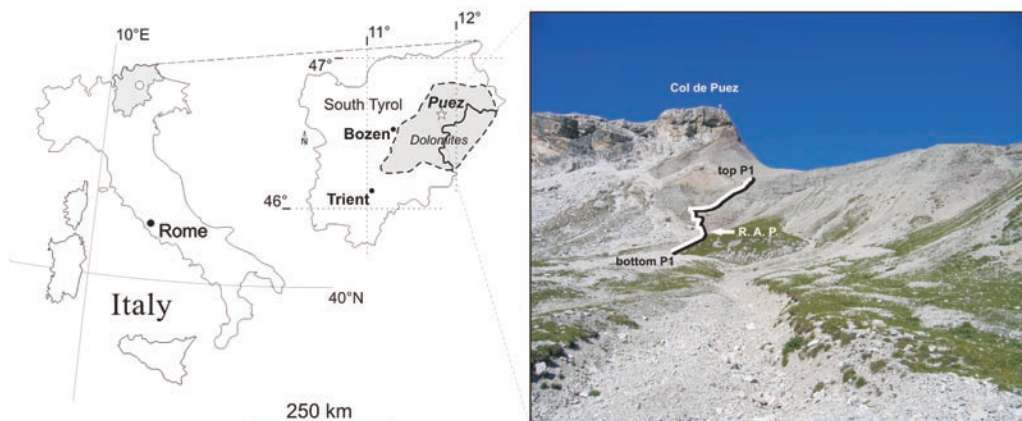 10°E
11°
12°
47°
South Tyrol
Puez
Bozen
Dolomites
N
Trient
46°
Rome
Italy
40°N
250 km
Col de Puez
top P1
R. A. P.
bottom P1